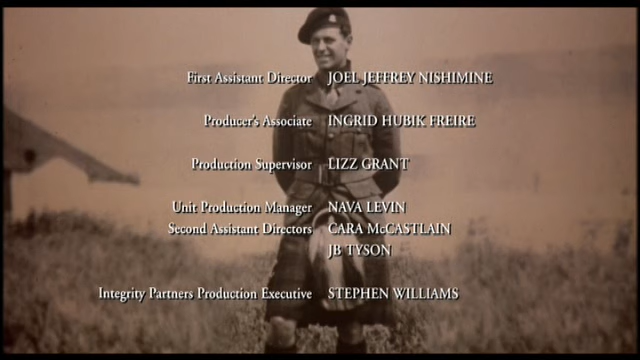 First Assistant Director JOEL JEFFREY NISHIMINE
Producer's Associate INGRID HUBIK FREIRE
Production Supervisor LIZZ GRANT
Unit Production Manager NAVA LEVIN
Second Assistant Directors CARA McCASTLAIN
JB TYSON
Integrity Partners Production Executive STEPHEN WILLIAMS